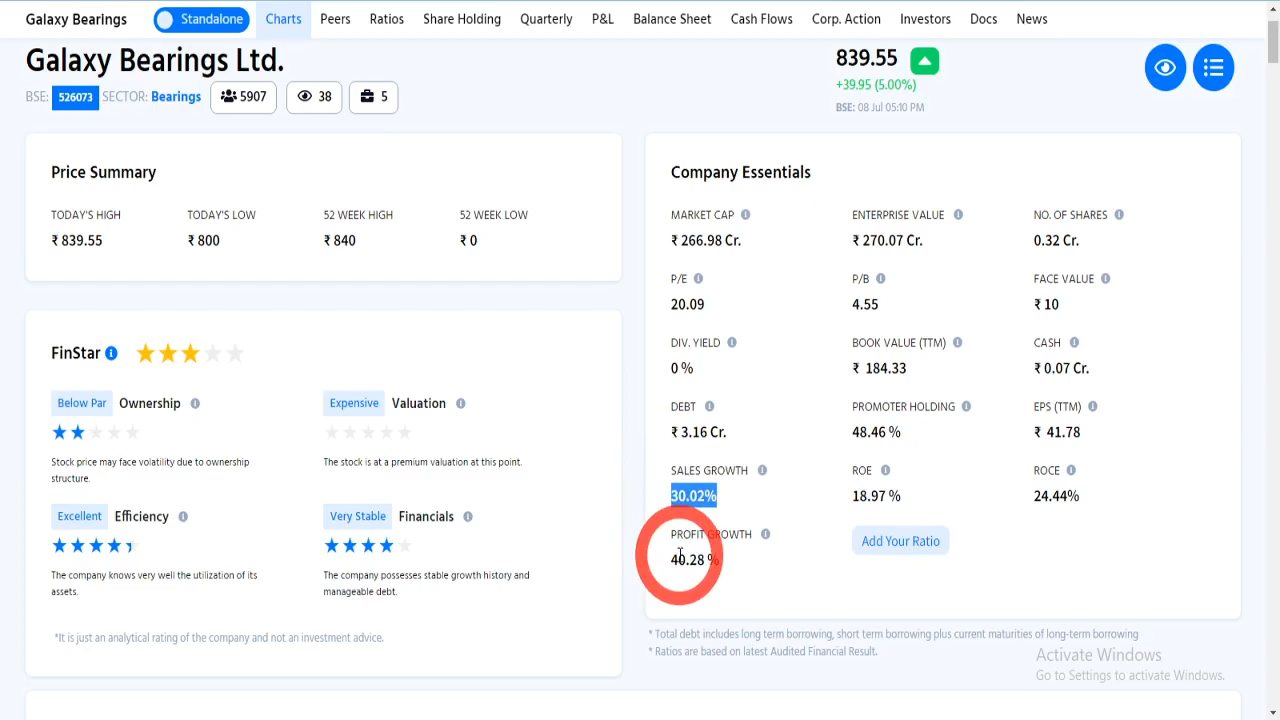 Galaxy Bearings Standalone Charts Peers Ratios Share Holding Quarterly P&L Balance Sheet Cash Flows Corp. Action Investors Docs News
Galaxy Bearings Ltd.
BSE: 526073 SECTOR: Bearings 5907 38 5
839.55
+39.95 (5.00%)
BSE: 08 Jul 05:10 PM
Price Summary
TODAY'S HIGH TODAY'S LOW 52 WEEK HIGH 52 WEEK LOW
₹ 839.55 ₹ 800 ₹ 840 ₹ 0
FinStar
Below Par Ownership Expensive Valuation
Stock price may face volatility due to ownership
structure.
The stock is at a premium valuation at this point.
Excellent Efficiency Very Stable Financials
The company knows very well the utilization of its
assets.
The company possesses stable growth history and
manageable debt.
*It is just an analytical rating of the company and not an investment advice.
Company Essentials
MARKET CAP ENTERPRISE VALUE NO. OF SHARES
₹ 266.98 Cr. ₹ 270.07 Cr. 0.32 Cr.
P/E P/B FACE VALUE
20.09 4.55 ₹ 10
DIV. YIELD BOOK VALUE (TTM) CASH
0 % ₹ 184.33 ₹ 0.07 Cr.
DEBT PROMOTER HOLDING EPS (TTM)
₹ 3.16 Cr. 48.46 % ₹ 41.78
SALES GROWTH ROE ROCE
30.02% 18.97 % 24.44%
PROFIT GROWTH
40.28 %
Add Your Ratio
* Total debt includes long term borrowing, short term borrowing plus current maturities of long-term borrowing
* Ratios are based on latest Audited Financial Result.
Activate Windows
Go to Settings to activate Windows.